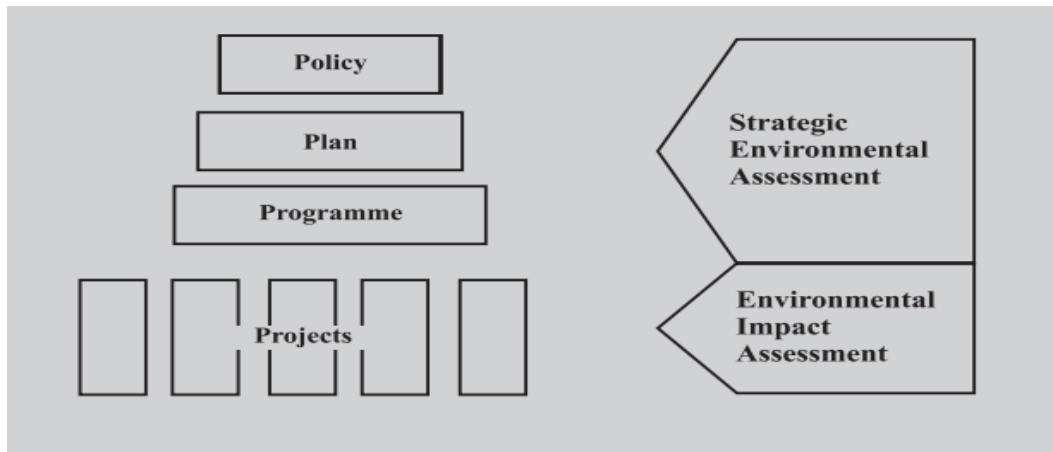 Policy
Plan
Programme
Projects
Strategic
Environmental
Assessment
Environmental
Impact
Assessment